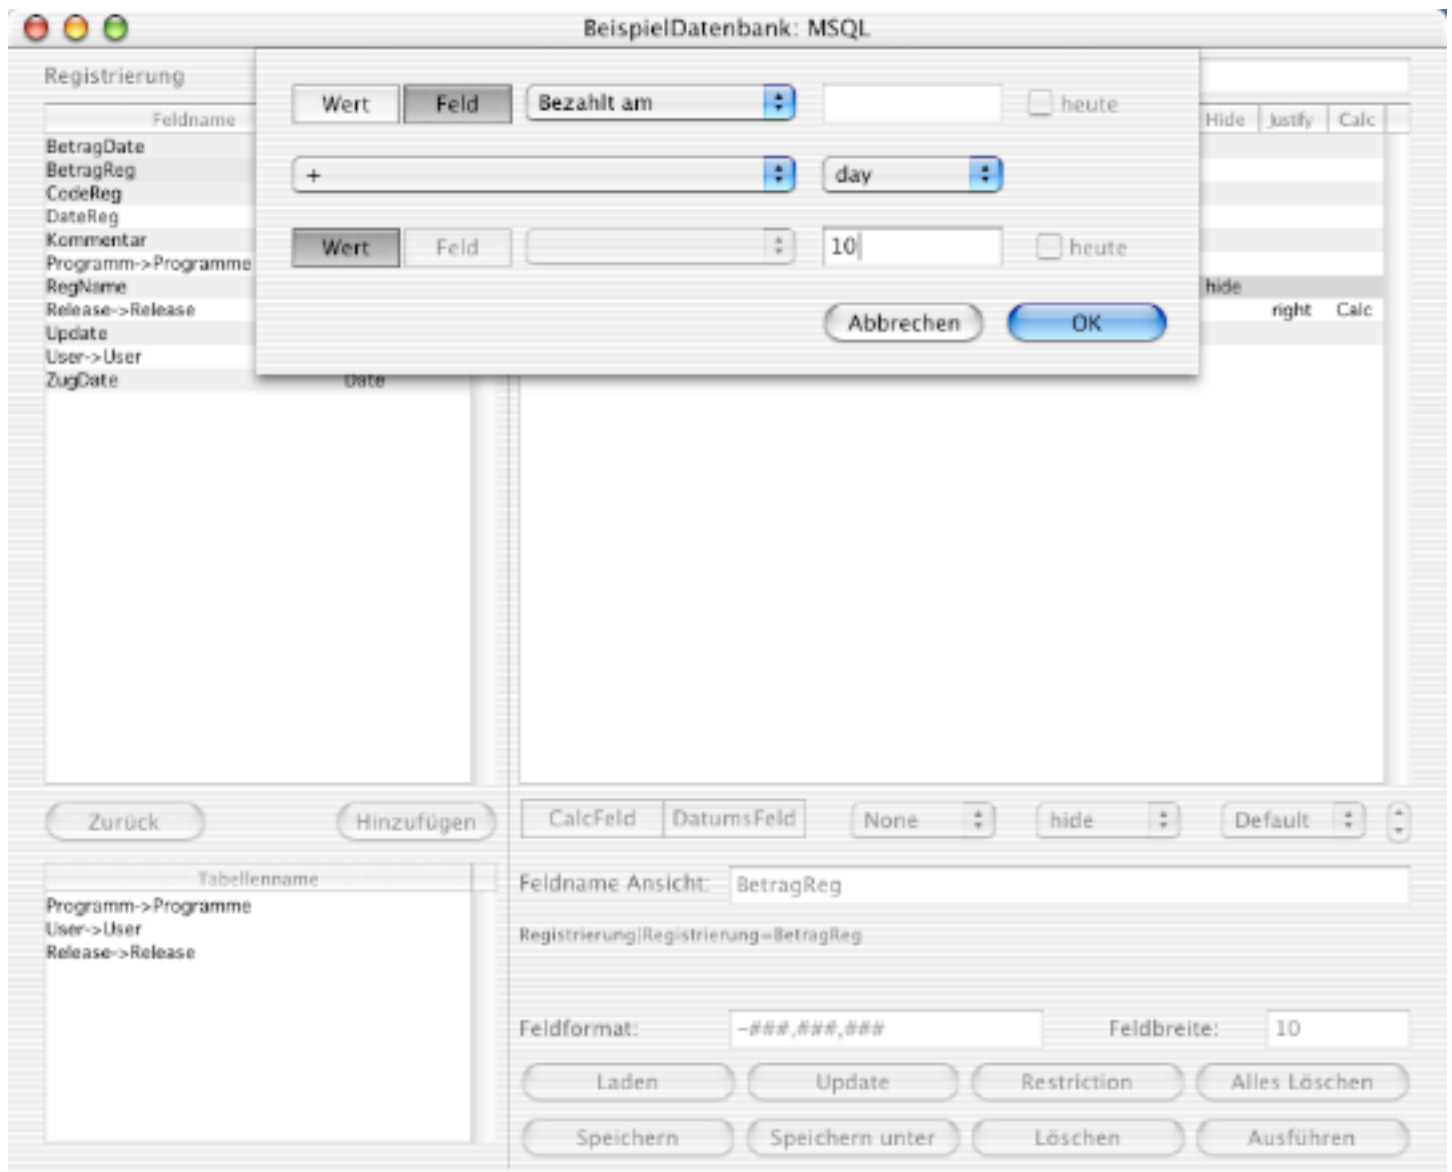 BeispielDatenbank: MSQL
Registrierung
Wert Feld Bezahlt am heute
Feldname Hide Justify Calc
BetragDate
BetragReg
+ day
CodeReg
DateReg
Kommentar
Wert Feld 10 heute
Programm->Programme
RegName hide
Release->Release right Calc
Abbrechen OK
Update
User->User
ZugDate Date
Zurück Hinzufügen CalcFeld DatumsFeld None hide Default
Tabellenname
Feldname Ansicht: BetragReg
Programm->Programme
User->User
Registrierung|Registrierung=BetragReg
Release->Release
Feldformat: -###,###,### Feldbreite: 10
Laden Update Restriction Alles Löschen
Speichern Speichern unter Löschen Ausführen